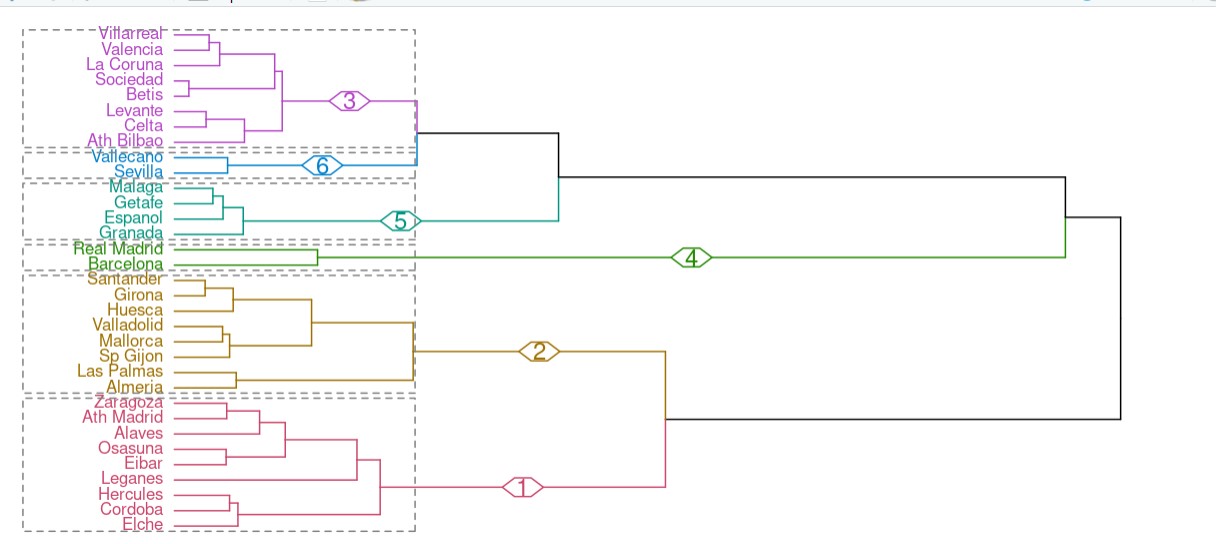 Villarreal
Valencia
La Coruna
Sociedad
Betis
Levante
Celta
Ath Bilbao
3
Vallecano
Sevilla
6
Malaga
Getafe
Espanol
Granada
5
Real Madrid
Barcelona
4
Santander
Girona
Huesca
Valladolid
Mallorca
Sp Gijon
Las Palmas
Almeria
2
Zaragoza
Ath Madrid
Alaves
Osasuna
Eibar
Leganes
Hercules
Cordoba
Elche
1